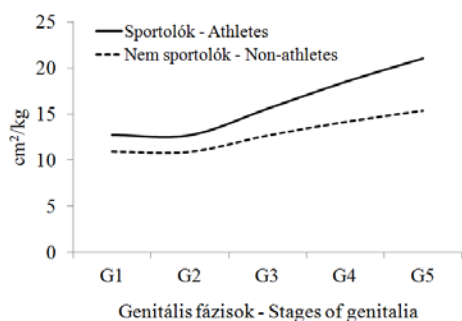 Sportolók - Athletes
Nem sportolók - Non-athletes
cm²/kg
25
20
15
10
5
0
G1 G2 G3 G4 G5
Genitális fázisok - Stages of genitalia